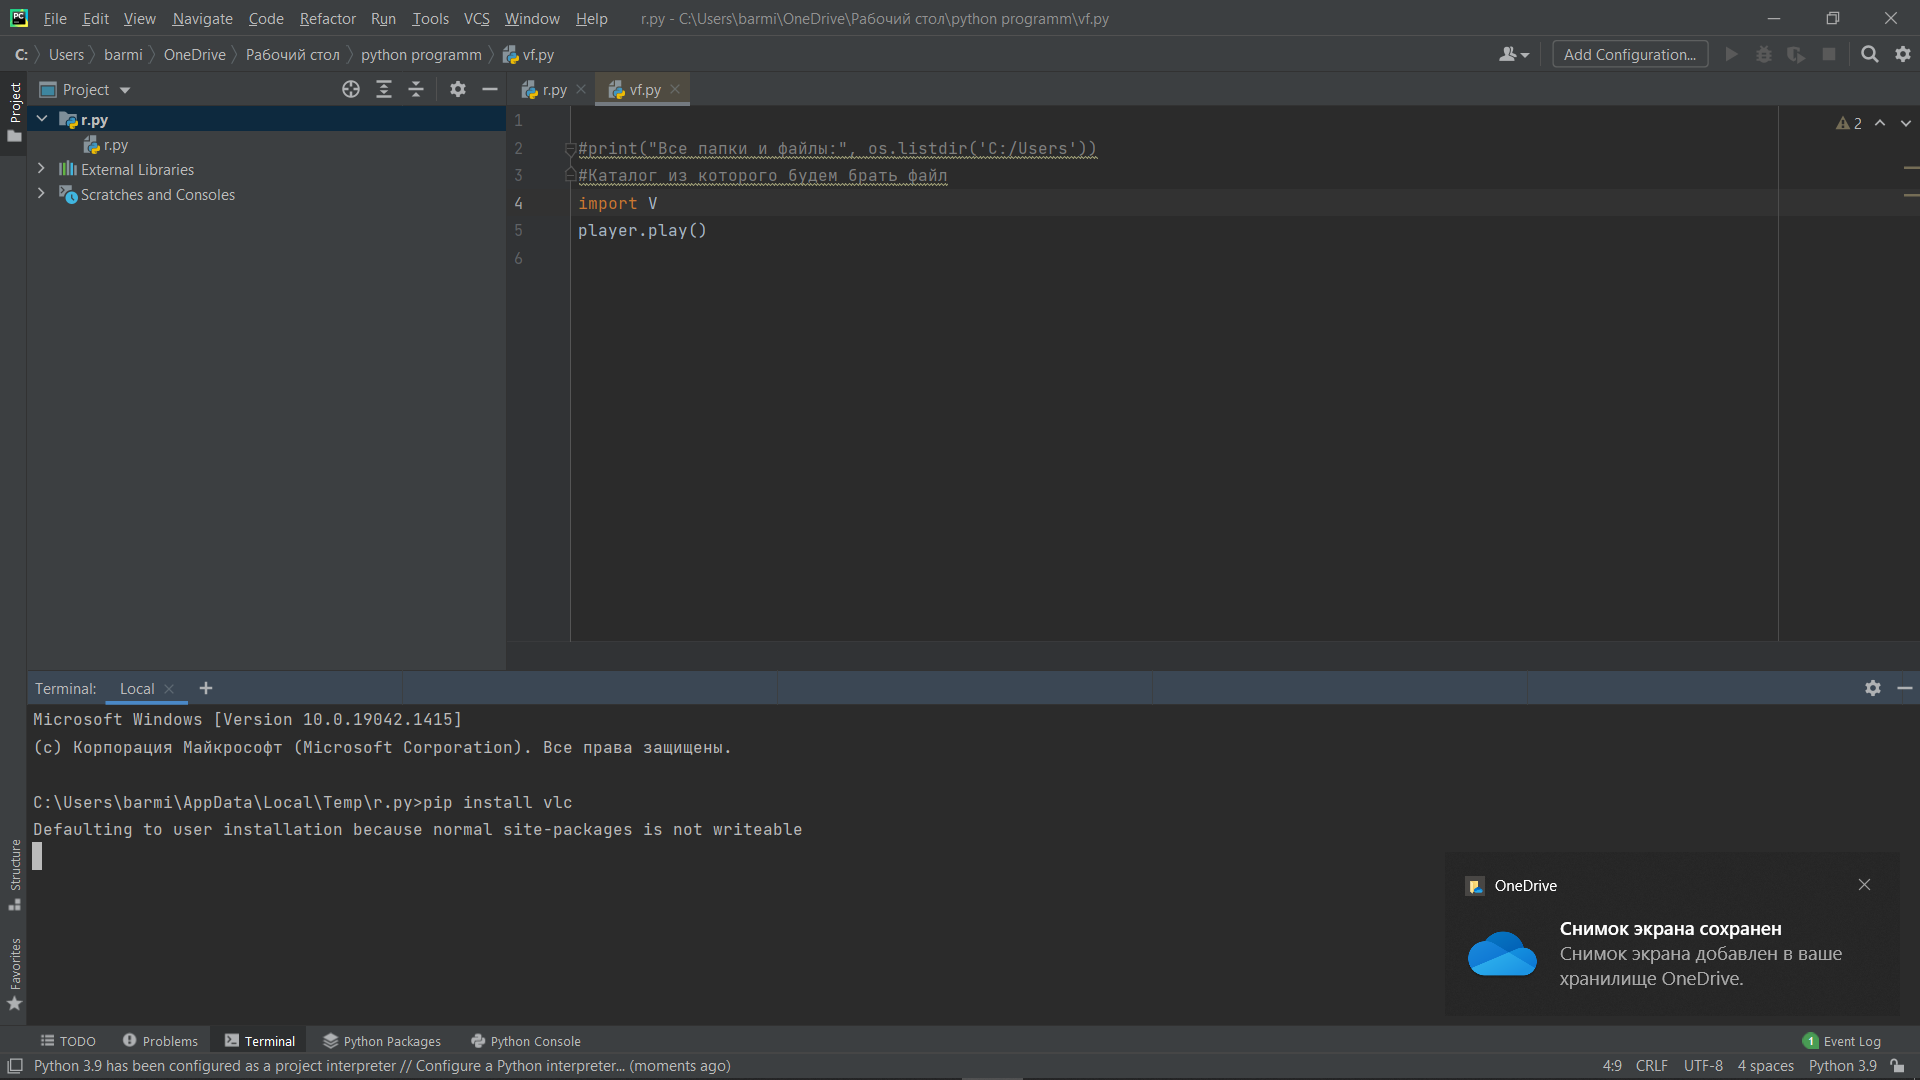 File Edit View Navigate Code Refactor Run Tools VCS Window Help r.py - C:\Users\barmi\OneDrive\Рабочий стол\python programm\vf.py
C: Users barmi OneDrive Рабочий стол python programm vf.py Add Configuration...
Project
Project r.py vf.py
r.py
r.py
External Libraries
Scratches and Consoles
1
2 #print("Все папки и файлы:", os.listdir('C:/Users'))
3 #Каталог из которого будем брать файл
4 import V
5 player.play()
6
2
Terminal: Local
Microsoft Windows [Version 10.0.19042.1415]
(c) Корпорация Майкрософт (Microsoft Corporation). Все права защищены.
C:\Users\barmi\AppData\Local\Temp\r.py>pip install vlc
Defaulting to user installation because normal site-packages is not writeable
Structure
Favorites
OneDrive
Снимок экрана сохранен
Снимок экрана добавлен в ваше
хранилище OneDrive.
TODO Problems Terminal Python Packages Python Console 1 Event Log
Python 3.9 has been configured as a project interpreter // Configure a Python interpreter... (moments ago) 4:9 CRLF UTF-8 4 spaces Python 3.9